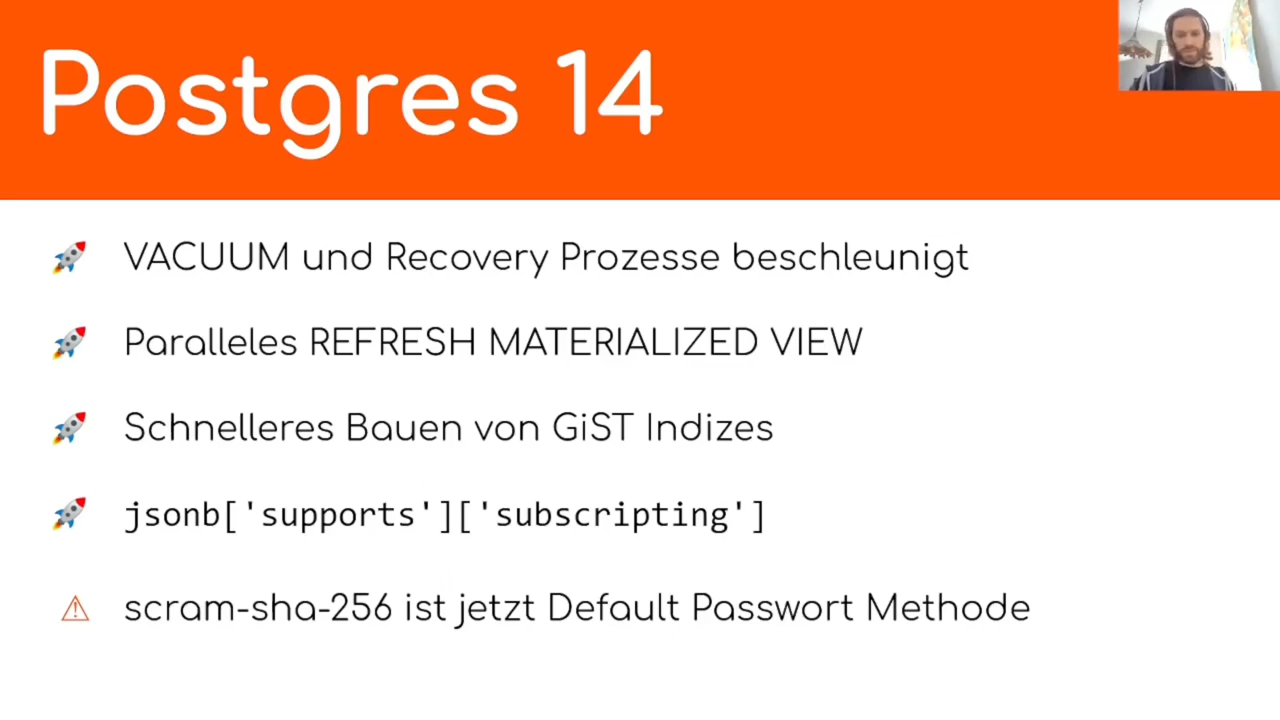 Postgres 14
🚀 VACUUM und Recovery Prozesse beschleunigt
🚀 Paralleles REFRESH MATERIALIZED VIEW
🚀 Schnelleres Bauen von GiST Indizes
🚀 jsonb['supports']['subscripting']
⚠ scram-sha-256 ist jetzt Default Passwort Methode